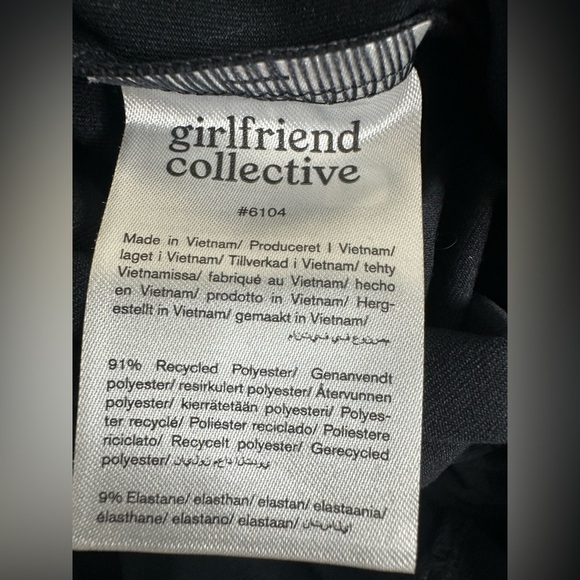 girlfriend
collective
#6104
Made in Vietnam/ Produceret I Vietnam/
laget i Vietnam/ Tillverkad i Vietnam/ tehty
Vietnamissa/ fabriqué au Vietnam/ hecho
en Vietnam/ prodotto in Vietnam/ Herg-
estellt in Vietnam/ gemaakt in Vietnam/
91% Recycled Polyester/ Genanvendt
polyester/ resirkulert polyester/ Återvunnen
polyester/ kierrätetään polyesteri/ Polyes-
ter recyclé/ Poliéster reciclado/ Poliestere
riciclato/ Recycelt polyester/ Gerecycled
polyester/
9% Elastane/ elasthan/ elastan/ elastaania/
élasthane/ elastano/ elastaan/